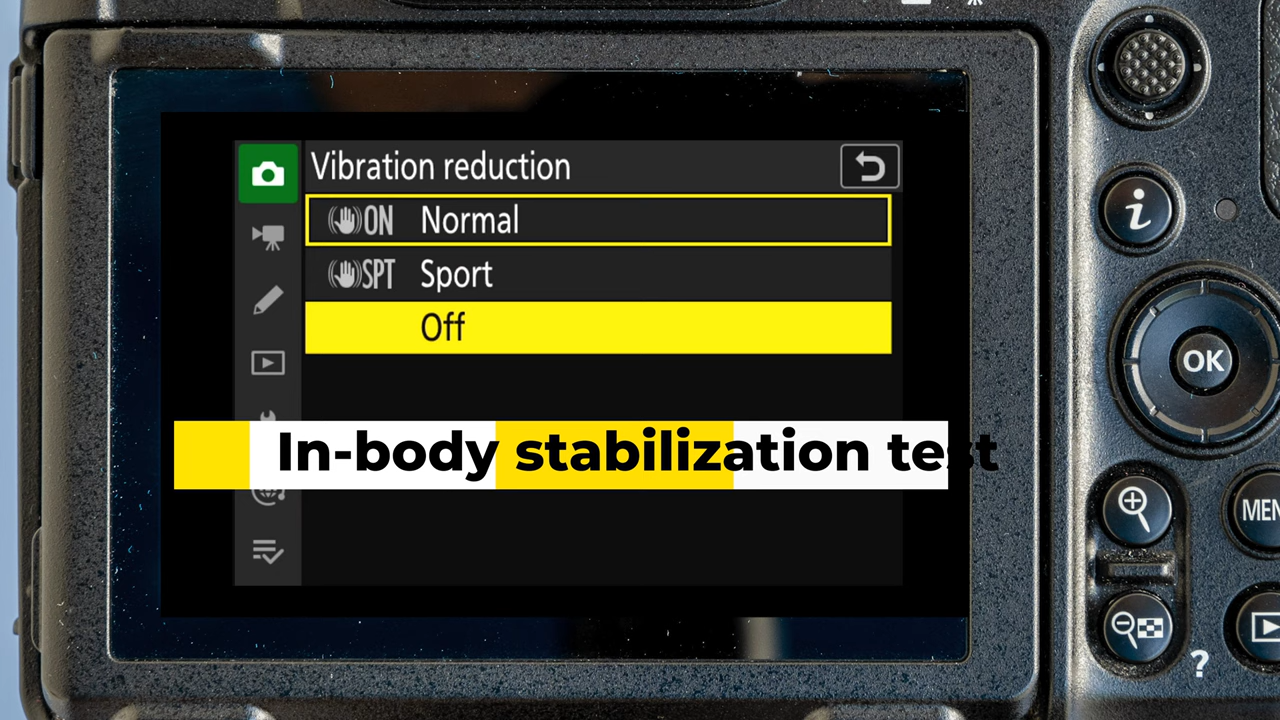 Vibration reduction
ON Normal
SPT Sport
Off
In-body stabilization test
i
OK
MEN
?